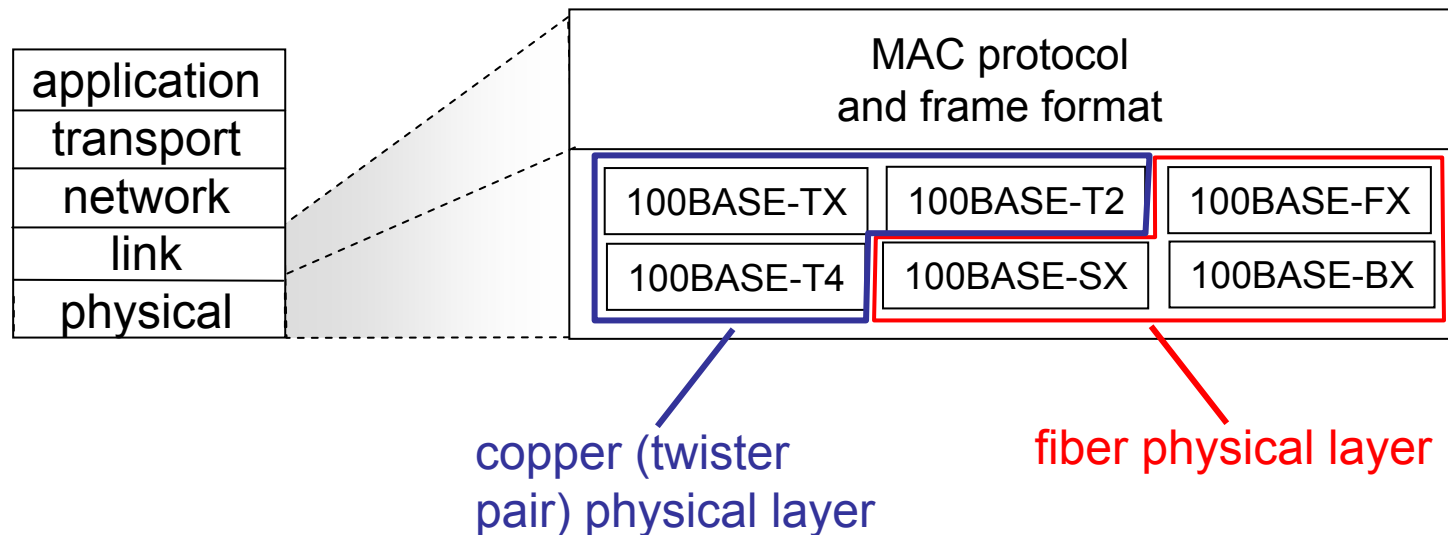 application
transport
network
link
physical
MAC protocol
and frame format
100BASE-TX
100BASE-T2
100BASE-FX
100BASE-T4
100BASE-SX
100BASE-BX
copper (twister
pair) physical layer
fiber physical layer